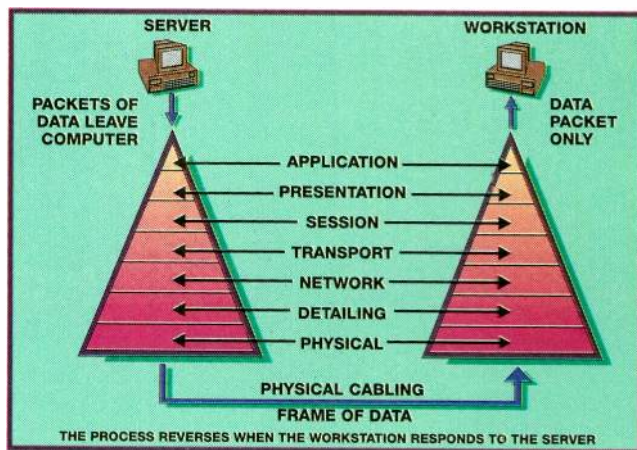 SERVER
WORKSTATION
PACKETS OF
DATA LEAVE
COMPUTER
DATA
PACKET
ONLY
APPLICATION
PRESENTATION
SESSION
TRANSPORT
NETWORK
DETAILING
PHYSICAL
PHYSICAL CABLING
FRAME OF DATA
THE PROCESS REVERSES WHEN THE WORKSTATION RESPONDS TO THE SERVER